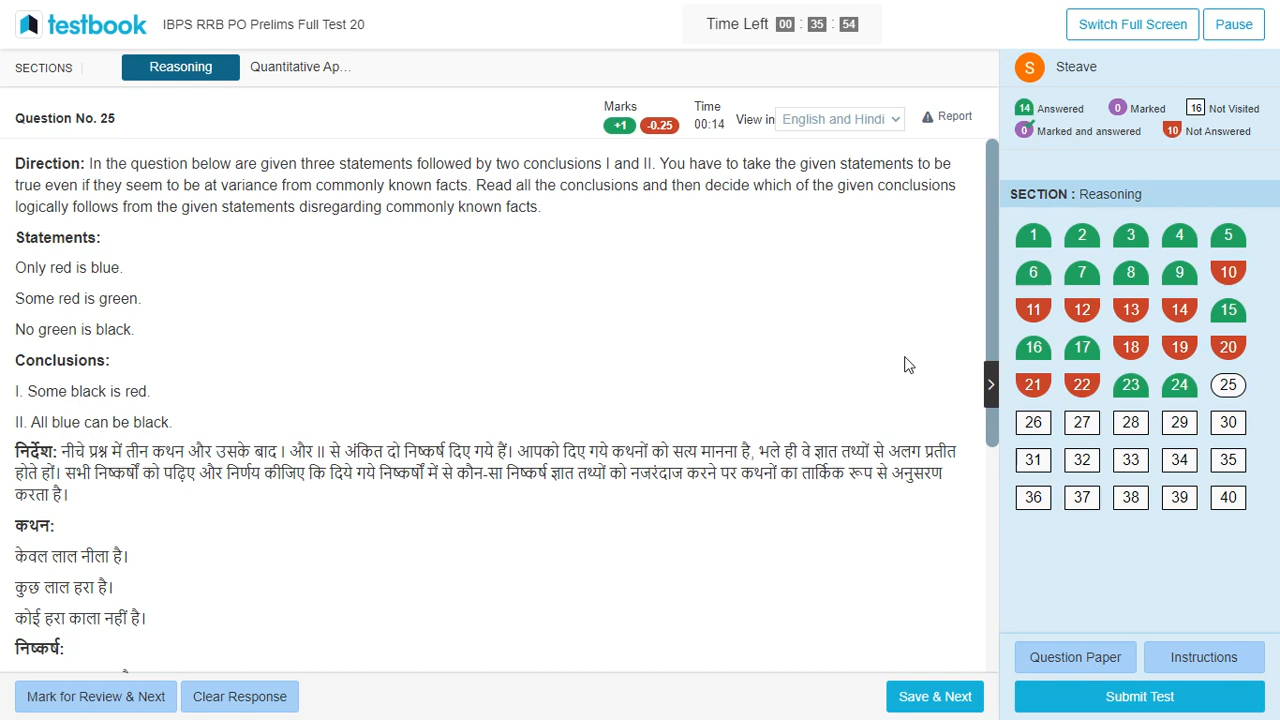 testbook
IBPS RRB PO Prelims Full Test 20
Time Left 00 : 35 : 54
Switch Full Screen
Pause
SECTIONS
Reasoning
Quantitative Ap...
S
Steave
Question No. 25
Marks
+1 -0.25
Time
00:14
View in English and Hindi
Report
14 Answered
0 Marked
16 Not Visited
0 Marked and answered
10 Not Answered
Direction: In the question below are given three statements followed by two conclusions I and II. You have to take the given statements to be
true even if they seem to be at variance from commonly known facts. Read all the conclusions and then decide which of the given conclusions
logically follows from the given statements disregarding commonly known facts.
Statements:
Only red is blue.
Some red is green.
No green is black.
Conclusions:
I. Some black is red.
II. All blue can be black.
निर्देश: नीचे प्रश्न में तीन कथन और उसके बाद I और II से अंकित दो निष्कर्ष दिए गये हैं। आपको दिए गये कथनों को सत्य मानना है, भले ही वे ज्ञात तथ्यों से अलग प्रतीत
होते हों। सभी निष्कर्षों को पढ़िए और निर्णय कीजिए कि दिये गये निष्कर्षों में से कौन-सा निष्कर्ष ज्ञात तथ्यों को नजरंदाज करने पर कथनों का तार्किक रूप से अनुसरण
करता है।
कथन:
केवल लाल नीला है।
कुछ लाल हरा है।
कोई हरा काला नहीं है।
निष्कर्ष:
SECTION : Reasoning
1 2 3 4 5
6 7 8 9 10
11 12 13 14 15
16 17 18 19 20
21 22 23 24 25
26 27 28 29 30
31 32 33 34 35
36 37 38 39 40
Mark for Review & Next
Clear Response
Save & Next
Question Paper
Instructions
Submit Test